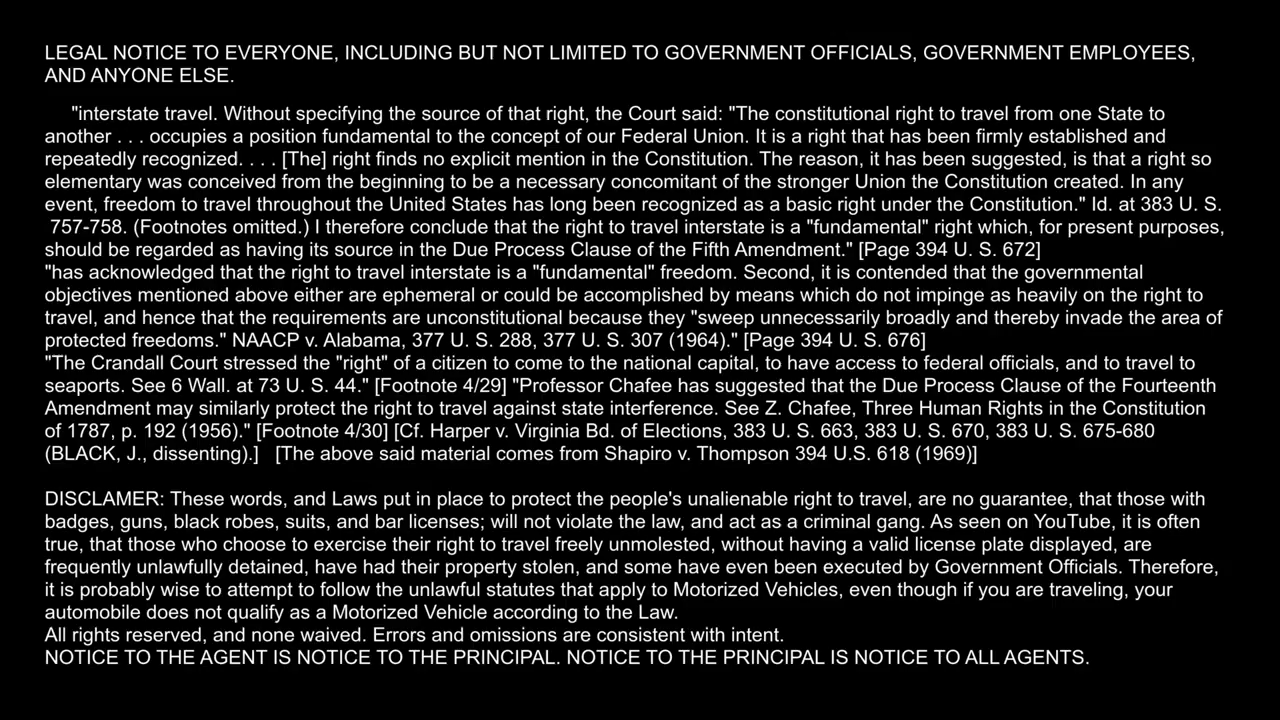 LEGAL NOTICE TO EVERYONE, INCLUDING BUT NOT LIMITED TO GOVERNMENT OFFICIALS, GOVERNMENT EMPLOYEES,
AND ANYONE ELSE.
"interstate travel. Without specifying the source of that right, the Court said: "The constitutional right to travel from one State to
another . . . occupies a position fundamental to the concept of our Federal Union. It is a right that has been firmly established and
repeatedly recognized. . . . [The] right finds no explicit mention in the Constitution. The reason, it has been suggested, is that a right so
elementary was conceived from the beginning to be a necessary concomitant of the stronger Union the Constitution created. In any
event, freedom to travel throughout the United States has long been recognized as a basic right under the Constitution." Id. at 383 U. S.
757-758. (Footnotes omitted.) I therefore conclude that the right to travel interstate is a "fundamental" right which, for present purposes,
should be regarded as having its source in the Due Process Clause of the Fifth Amendment." [Page 394 U. S. 672]
"has acknowledged that the right to travel interstate is a "fundamental" freedom. Second, it is contended that the governmental
objectives mentioned above either are ephemeral or could be accomplished by means which do not impinge as heavily on the right to
travel, and hence that the requirements are unconstitutional because they "sweep unnecessarily broadly and thereby invade the area of
protected freedoms." NAACP v. Alabama, 377 U. S. 288, 377 U. S. 307 (1964)." [Page 394 U. S. 676]
"The Crandall Court stressed the "right" of a citizen to come to the national capital, to have access to federal officials, and to travel to
seaports. See 6 Wall. at 73 U. S. 44." [Footnote 4/29] "Professor Chafee has suggested that the Due Process Clause of the Fourteenth
Amendment may similarly protect the right to travel against state interference. See Z. Chafee, Three Human Rights in the Constitution
of 1787, p. 192 (1956)." [Footnote 4/30] [Cf. Harper v. Virginia Bd. of Elections, 383 U. S. 663, 383 U. S. 670, 383 U. S. 675-680
(BLACK, J., dissenting).]   [The above said material comes from Shapiro v. Thompson 394 U.S. 618 (1969)]
DISCLAMER: These words, and Laws put in place to protect the people's unalienable right to travel, are no guarantee, that those with
badges, guns, black robes, suits, and bar licenses; will not violate the law, and act as a criminal gang. As seen on YouTube, it is often
true, that those who choose to exercise their right to travel freely unmolested, without having a valid license plate displayed, are
frequently unlawfully detained, have had their property stolen, and some have even been executed by Government Officials. Therefore,
it is probably wise to attempt to follow the unlawful statutes that apply to Motorized Vehicles, even though if you are traveling, your
automobile does not qualify as a Motorized Vehicle according to the Law.
All rights reserved, and none waived. Errors and omissions are consistent with intent.
NOTICE TO THE AGENT IS NOTICE TO THE PRINCIPAL. NOTICE TO THE PRINCIPAL IS NOTICE TO ALL AGENTS.